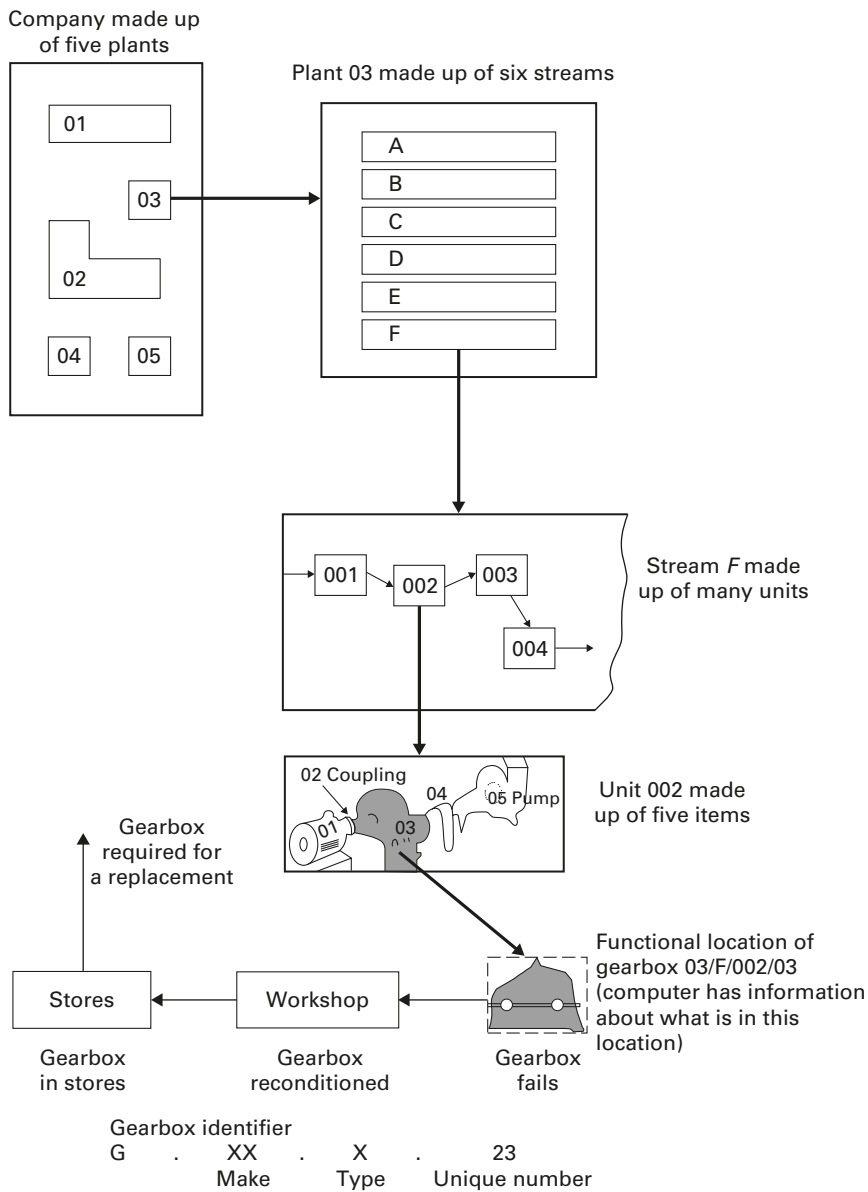 Company made up
of five plants
01
03
02
04
05
Plant 03 made up of six streams
A
B
C
D
E
F
001
002
003
004
Stream F made
up of many units
02 Coupling
01
03
04
05 Pump
Unit 002 made
up of five items
Gearbox
required for
a replacement
Stores
Workshop
Functional location of
gearbox 03/F/002/03
(computer has information
about what is in this
location)
Gearbox
in stores
Gearbox
reconditioned
Gearbox
fails
Gearbox identifier
G . XX . X . 23
Make Type Unique number